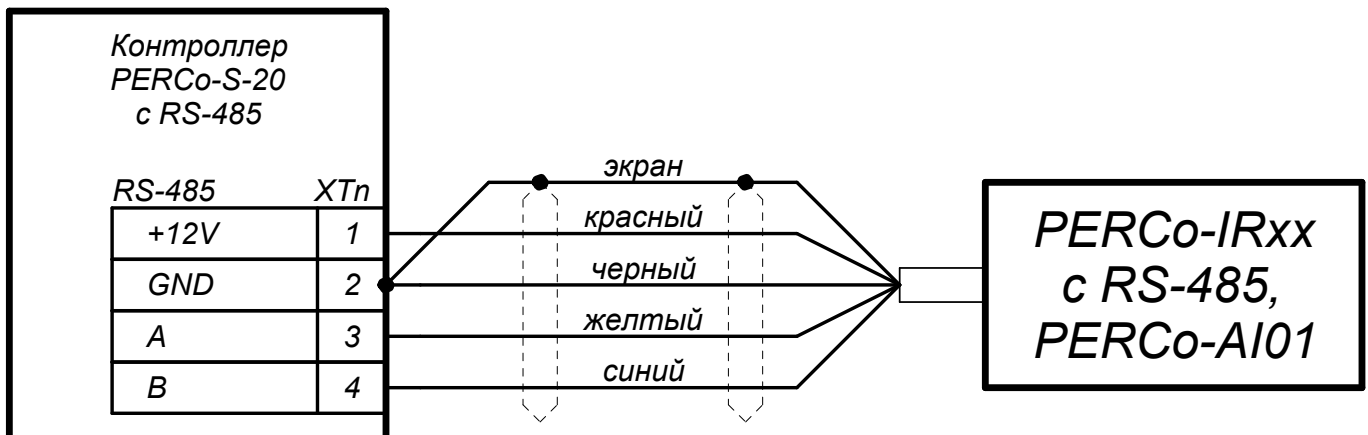 Контроллер
PERCo-S-20
с RS-485
RS-485 XTn
+12V 1
GND 2
A 3
B 4
экран
красный
черный
желтый
синий
PERCo-IRxx
с RS-485,
PERCo-AI01